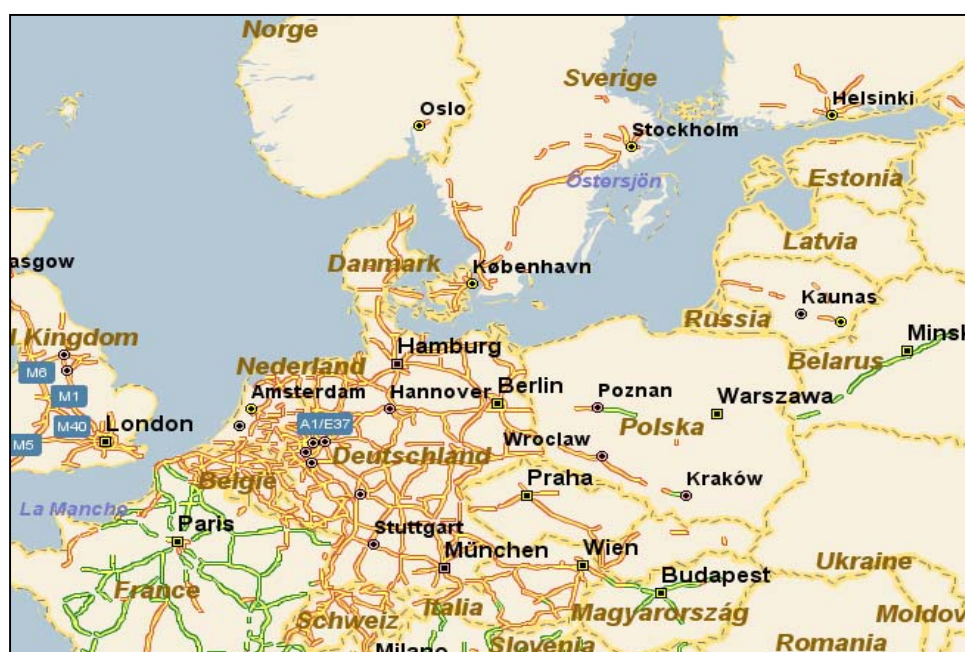 Norge
Sverige
Oslo
Helsinki
Stockholm
Östersjön
Estonia
Latvia
asgow
Danmark
København
Kaunas
Russia
l Kingdom
Minsk
Belarus
Hamburg
Nederland
M6
M1
Amsterdam
Hannover
Berlin
Poznan
Warszawa
M40
London
A1/E37
Polska
M5
Wroclaw
Deutschland
België
Praha
Kraków
La Manche
Paris
Stuttgart
München
Wien
Ukraine
Budapest
France
Italia
Magyarország
Moldov
Schweiz
Milano
Slovenia
Romania